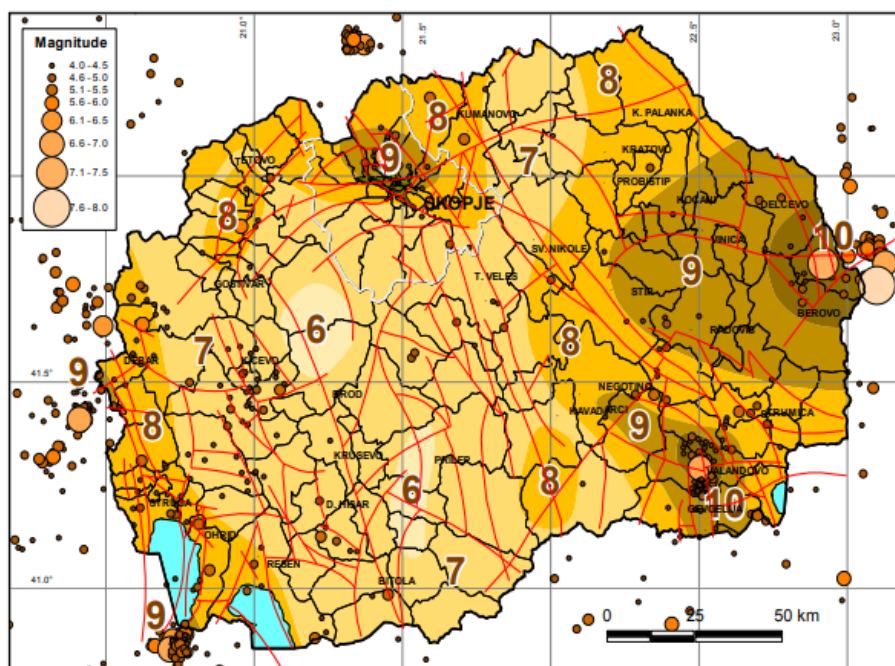 Magnitude
4.0-4.5
4.6-5.0
5.1-5.5
5.6-6.0
6.1-6.5
6.6-7.0
7.1-7.5
7.6-8.0
21.0°
21.5°
22.5°
23.0°
8
K. PALANKA
8
KUMANOVO
9
7
KRATOVO
TETOVO
PROBISTIP
SKOPJE
KOCANI
DELCEVO
8
10
VINICA
SV. NIKOLE
9
GOSTIVAR
T. VELES
STIP
BEROVO
6
RADOVIS
8
7
DEBAR
KICEVO
9
41.5°
NEGOTINO
BROD
KAVADARCI
STRUMICA
8
9
KRUSEVO
PRILEP
VALANDOVO
6
8
STRUGA
D. HISAR
10
GEVGELIJA
OHRID
RESEN
7
BITOLA
41.0°
9
0 25 50 km